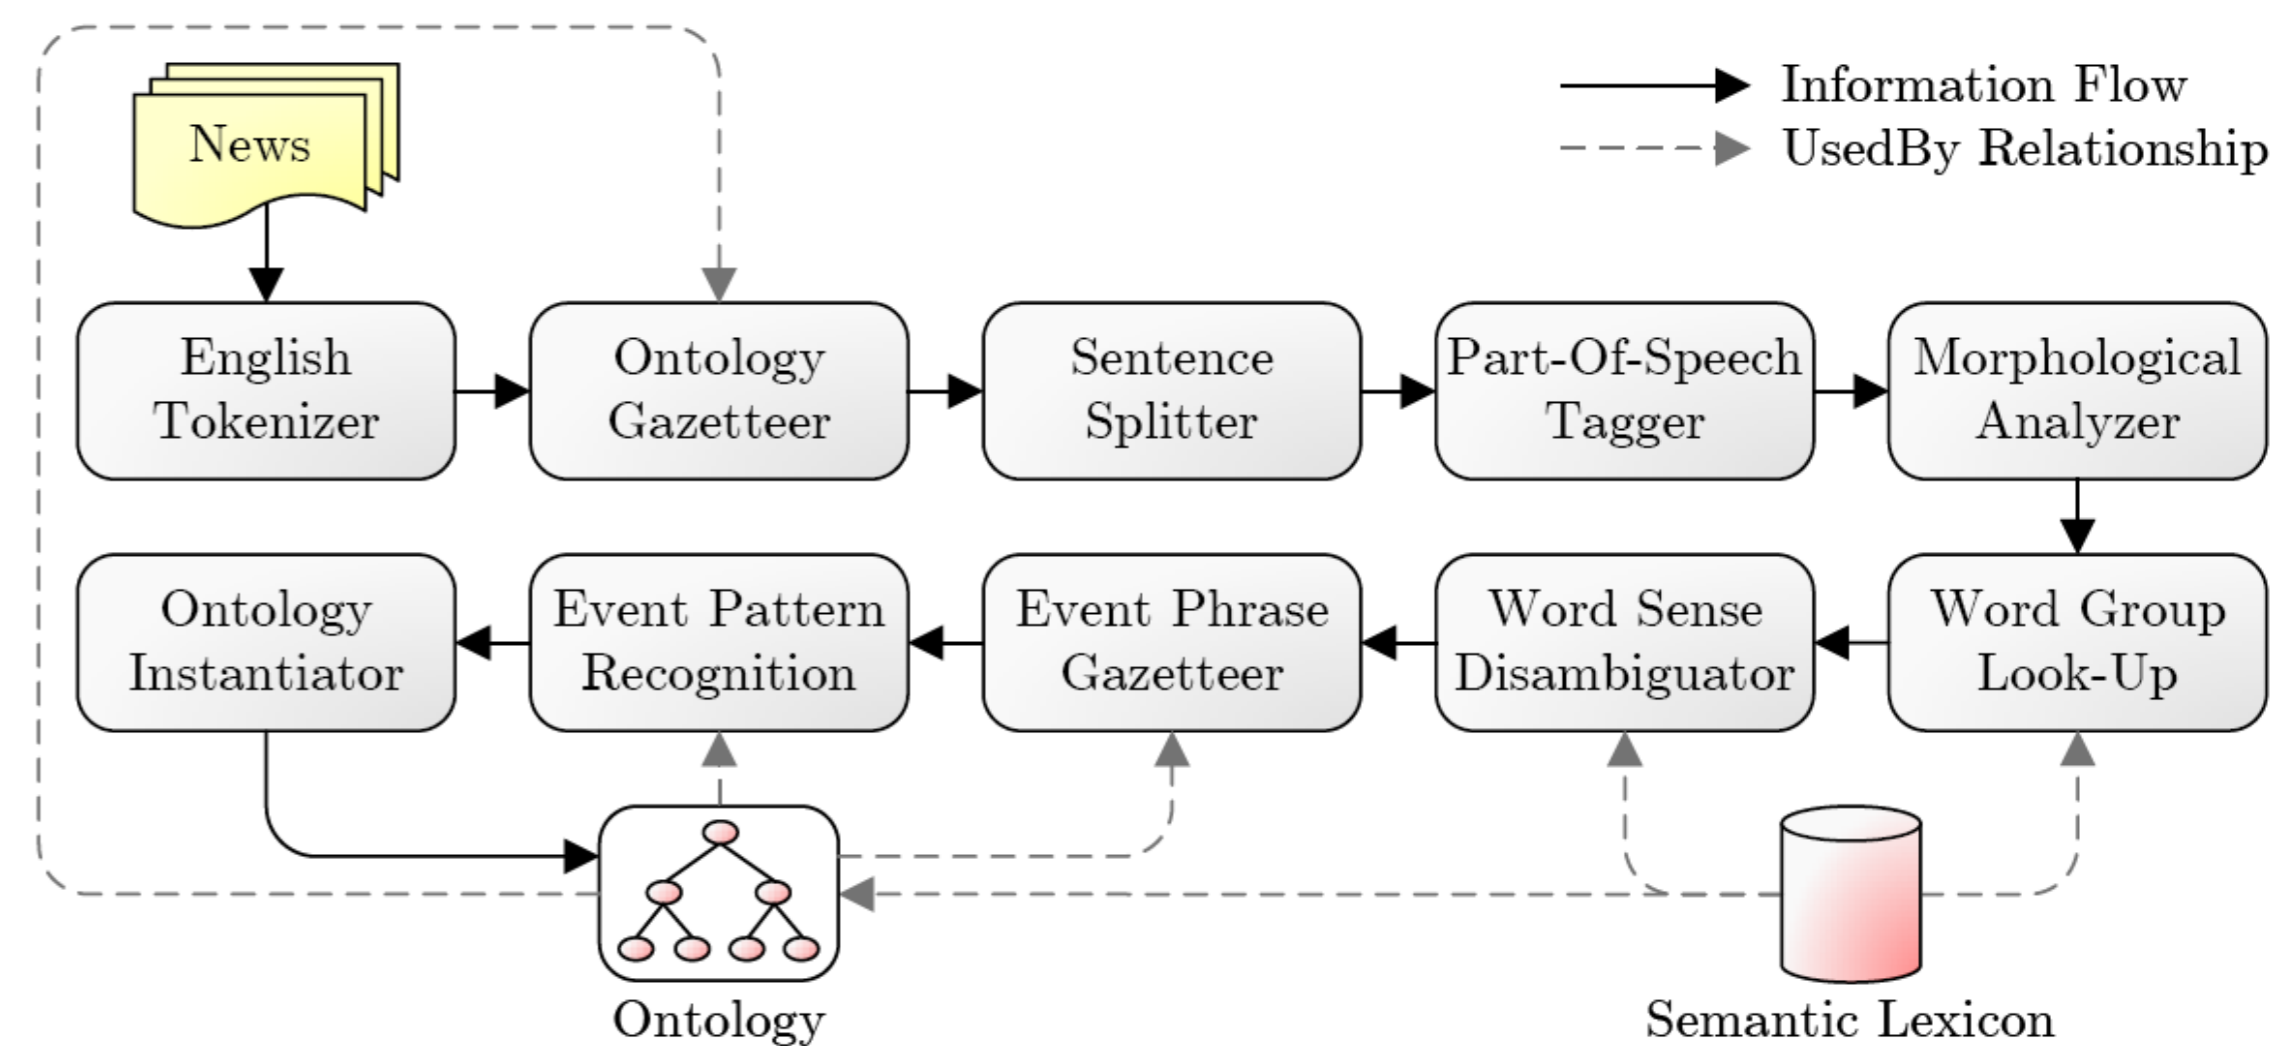 News
Information Flow
UsedBy Relationship
English
Tokenizer
Ontology
Gazetteer
Sentence
Splitter
Part-Of-Speech
Tagger
Morphological
Analyzer
Ontology
Instantiator
Event Pattern
Recognition
Event Phrase
Gazetteer
Word Sense
Disambiguator
Word Group
Look-Up
Ontology
Semantic Lexicon